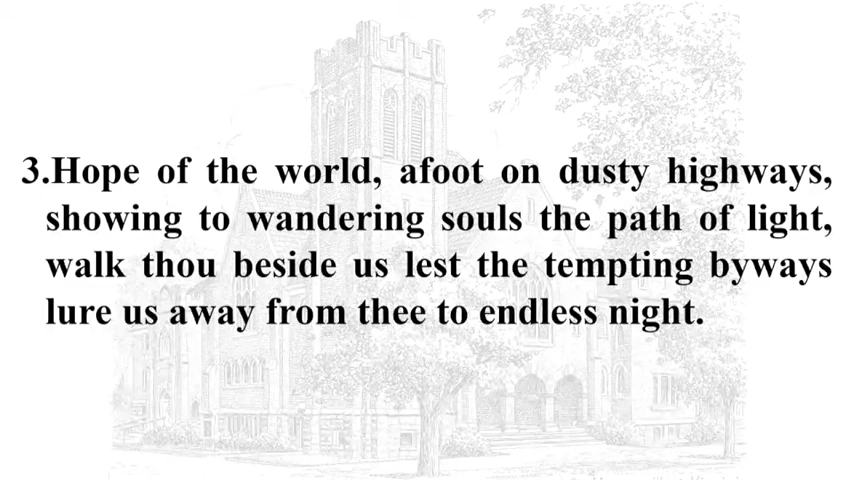 3.Hope of the world, afoot on dusty highways,
showing to wandering souls the path of light,
walk thou beside us lest the tempting byways
lure us away from thee to endless night.